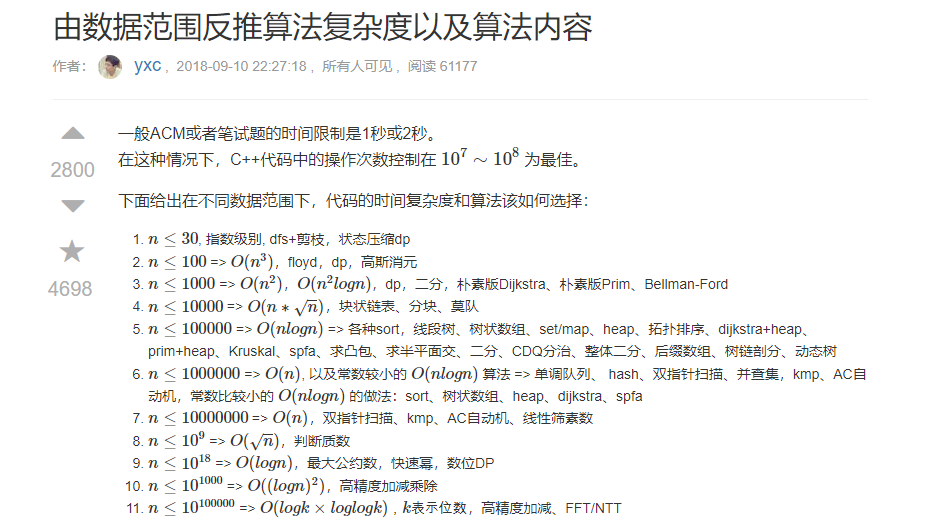 由数据范围反推算法复杂度以及算法内容
作者： yxc ， 2018-09-10 22:27:18 ， 所有人可见 ， 阅读 61177
一般ACM或者笔试题的时间限制是1秒或2秒。
2800
在这种情况下，C++代码中的操作次数控制在 10^7 ∼ 10^8 为最佳。
下面给出在不同数据范围下，代码的时间复杂度和算法该如何选择：
4698
1. n ≤ 30, 指数级别, dfs+剪枝，状态压缩dp
2. n ≤ 100 => O(n^3)，floyd，dp，高斯消元
3. n ≤ 1000 => O(n^2)，O(n^2logn)，dp，二分，朴素版Dijkstra、朴素版Prim、Bellman-Ford
4. n ≤ 10000 => O(n * √n)，块状链表、分块、莫队
5. n ≤ 100000 => O(nlogn) => 各种sort，线段树、树状数组、set/map、heap、拓扑排序、dijkstra+heap、
prim+heap、Kruskal、spfa、求凸包、求半平面交、二分、CDQ分治、整体二分、后缀数组、树链剖分、动态树
6. n ≤ 1000000 => O(n), 以及常数较小的 O(nlogn) 算法 => 单调队列、 hash、双指针扫描、并查集，kmp、AC自
动机，常数比较小的 O(nlogn) 的做法：sort、树状数组、heap、dijkstra、spfa
7. n ≤ 10000000 => O(n)，双指针扫描、kmp、AC自动机、线性筛素数
8. n ≤ 10^9 => O(√n)，判断质数
9. n ≤ 10^18 => O(logn)，最大公约数，快速幂，数位DP
10. n ≤ 10^1000 => O((logn)^2)，高精度加减乘除
11. n ≤ 10^100000 => O(logk × loglogk)，k表示位数，高精度加减、FFT/NTT